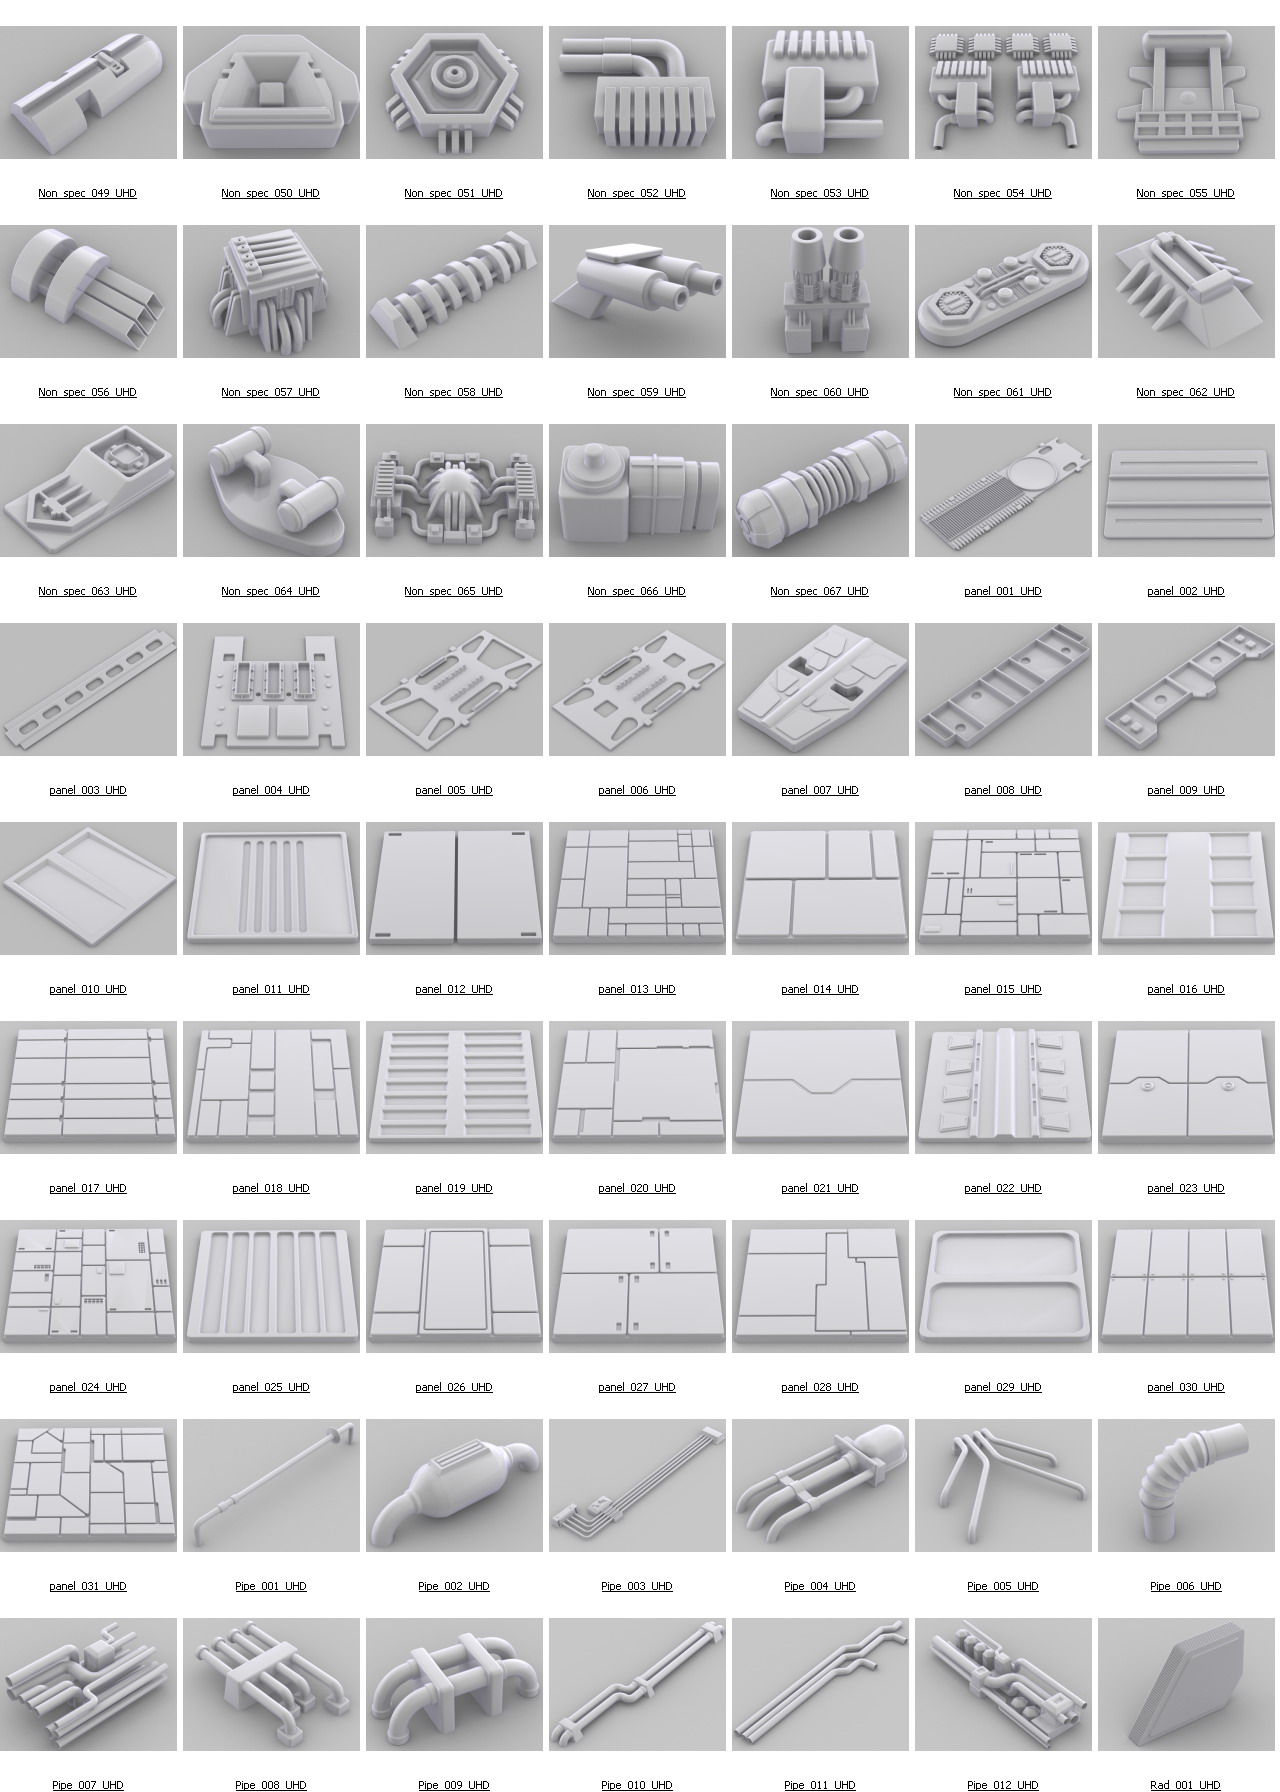 Non_spec_049_UHD Non_spec_050_UHD Non_spec_051_UHD Non_spec_052_UHD Non_spec_053_UHD Non_spec_054_UHD Non_spec_055_UHD
Non_spec_056_UHD Non_spec_057_UHD Non_spec_058_UHD Non_spec_059_UHD Non_spec_060_UHD Non_spec_061_UHD Non_spec_062_UHD
Non_spec_063_UHD Non_spec_064_UHD Non_spec_065_UHD Non_spec_066_UHD Non_spec_067_UHD panel_001_UHD panel_002_UHD
panel_003_UHD panel_004_UHD panel_005_UHD panel_006_UHD panel_007_UHD panel_008_UHD panel_009_UHD
panel_010_UHD panel_011_UHD panel_012_UHD panel_013_UHD panel_014_UHD panel_015_UHD panel_016_UHD
panel_017_UHD panel_018_UHD panel_019_UHD panel_020_UHD panel_021_UHD panel_022_UHD panel_023_UHD
panel_024_UHD panel_025_UHD panel_026_UHD panel_027_UHD panel_028_UHD panel_029_UHD panel_030_UHD
panel_031_UHD Pipe_001_UHD Pipe_002_UHD Pipe_003_UHD Pipe_004_UHD Pipe_005_UHD Pipe_006_UHD
Pipe_007_UHD Pipe_008_UHD Pipe_009_UHD Pipe_010_UHD Pipe_011_UHD Pipe_012_UHD Rad_001_UHD